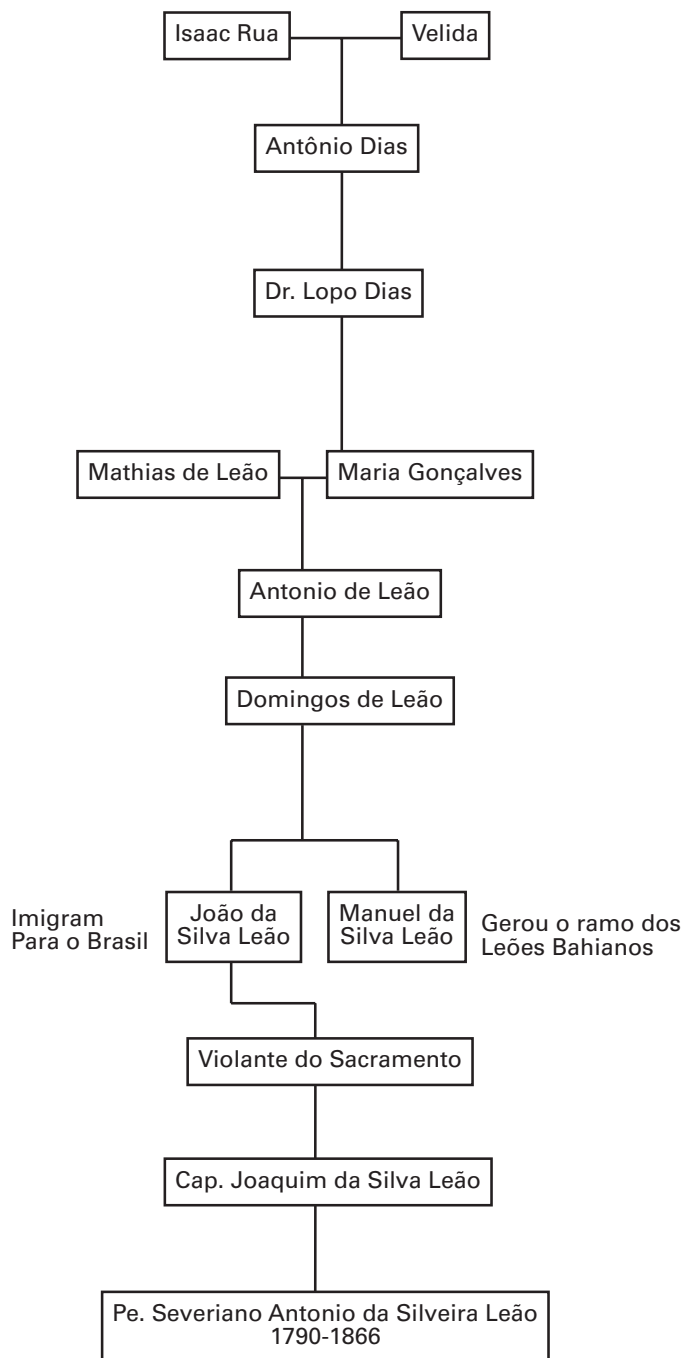 Isaac Rua
Velida
Antônio Dias
Dr. Lopo Dias
Mathias de Leão
Maria Gonçalves
Antonio de Leão
Domingos de Leão
Imigram
Para o Brasil
João da
Silva Leão
Manuel da
Silva Leão
Gerou o ramo dos
Leões Bahianos
Violante do Sacramento
Cap. Joaquim da Silva Leão
Pe. Severiano Antonio da Silveira Leão
1790-1866